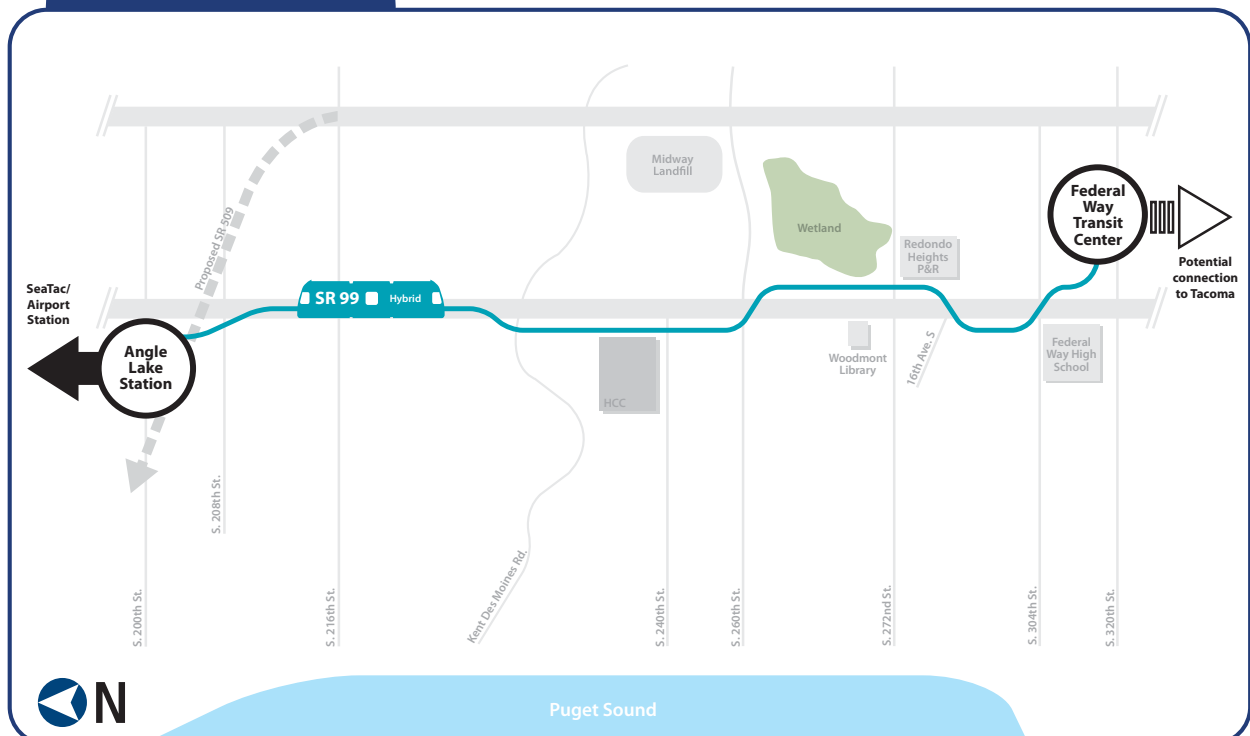 Midway
Landfill
Proposed SR 509
Wetland
Redondo
Heights
P&R
Federal
Way
Transit
Center
Potential
connection
to Tacoma
SeaTac/
Airport
Station
SR 99 Hybrid
Angle
Lake
Station
HCC
Woodmont
Library
16th Ave. S
Federal
Way High
School
S. 200th St.
S. 208th St.
S. 216th St.
Kent Des Moines Rd.
S. 240th St.
S. 260th St.
S. 272nd St.
S. 304th St.
S. 320th St.
N
Puget Sound